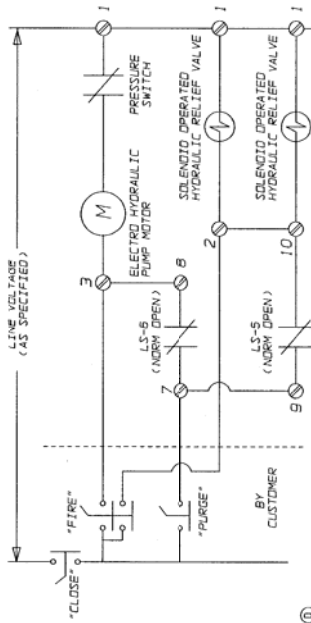 LINE VOLTAGE
(AS SPECIFIED)
"CLOSE"
"FIRE"
3
M
1
ELECTRO HYDRAULIC
PUMP MOTOR
PRESSURE
SWITCH
LS-6
(NORM OPEN)
7
8
"PURGE"
SOLENOID OPERATED
HYDRAULIC RELIEF VALVE
2
1
BY
CUSTOMER
LS-5
(NORM OPEN)
SOLENOID OPERATED
HYDRAULIC RELIEF VALVE
9
10
1